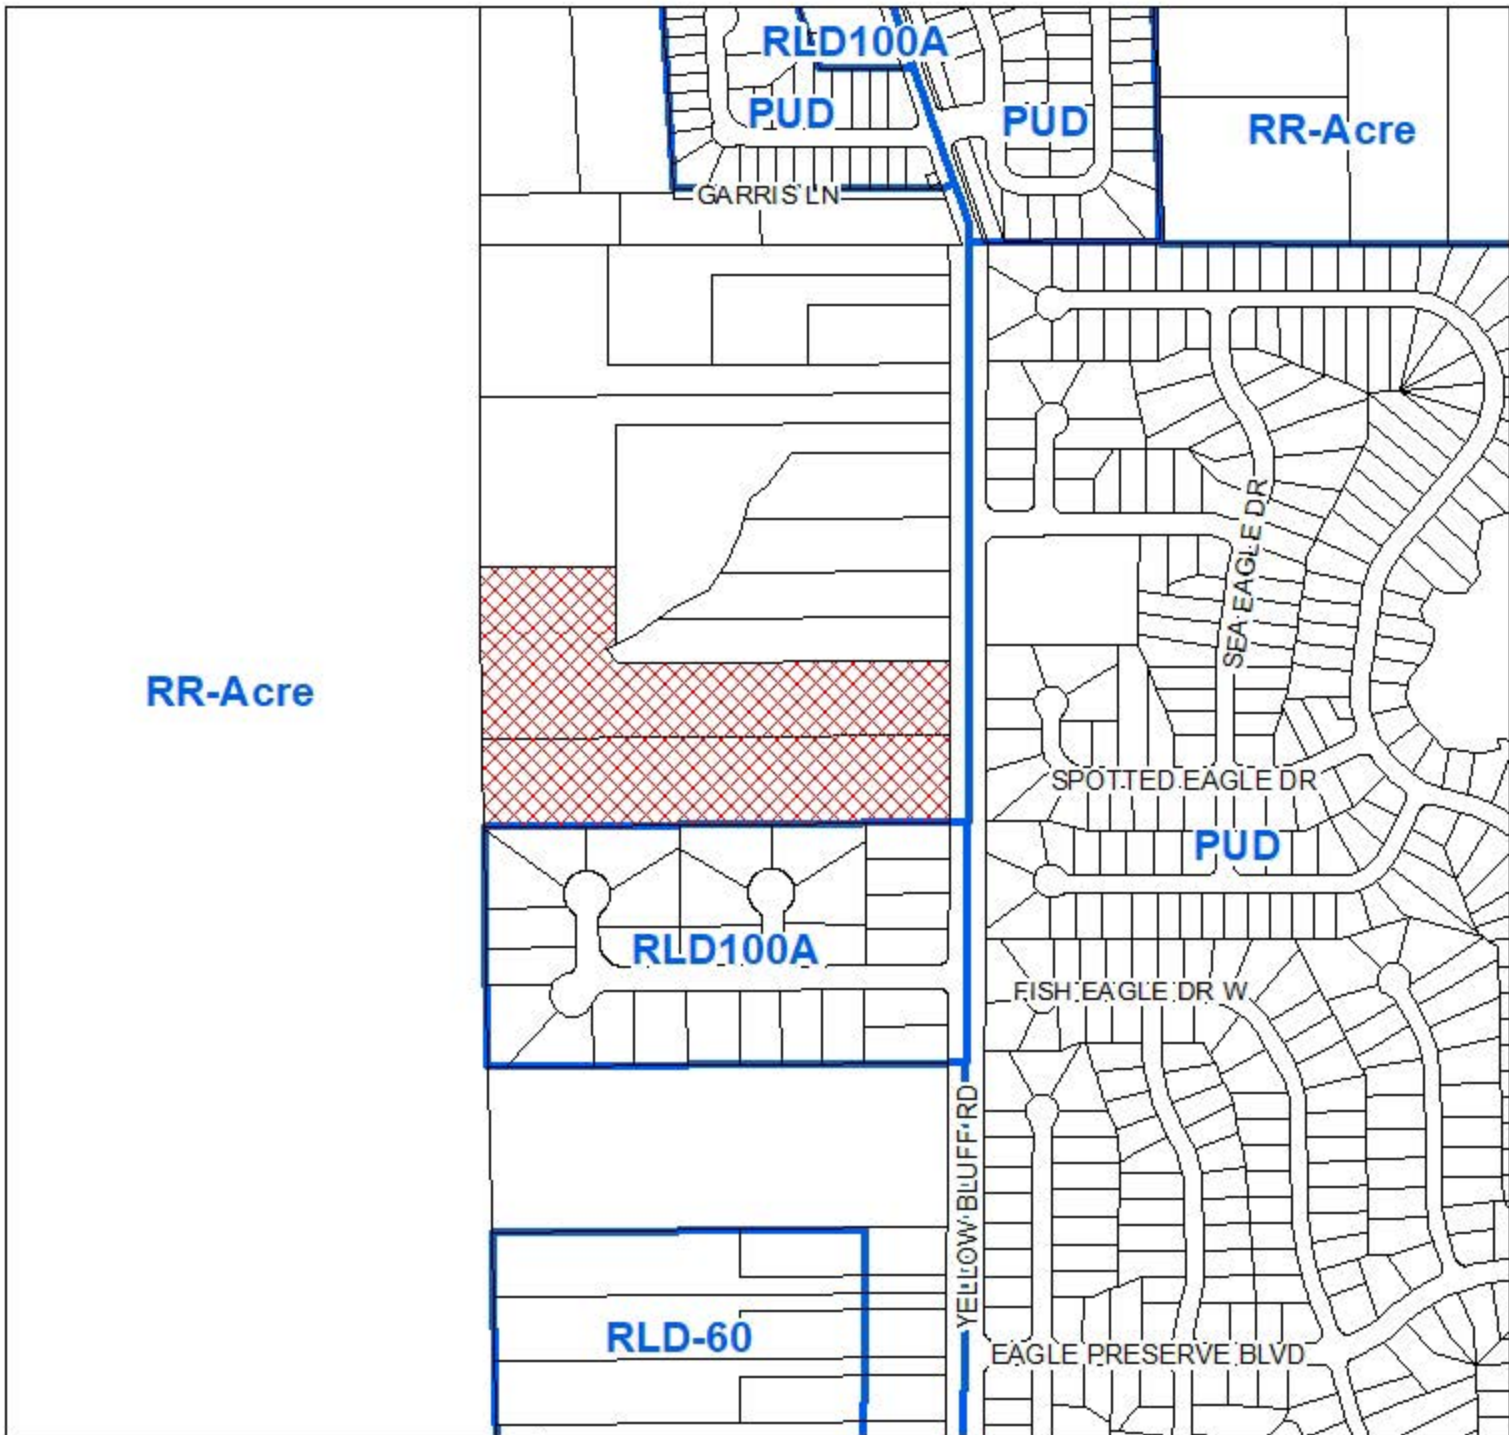 RLD100A
PUD
PUD
RR-Acre
GARRIS LN
SEA EAGLE DR
RR-Acre
SPOTTED EAGLE DR
PUD
RLD100A
FISH EAGLE DR W
YELLOW BLUFF RD
RLD-60
EAGLE PRESERVE BLVD